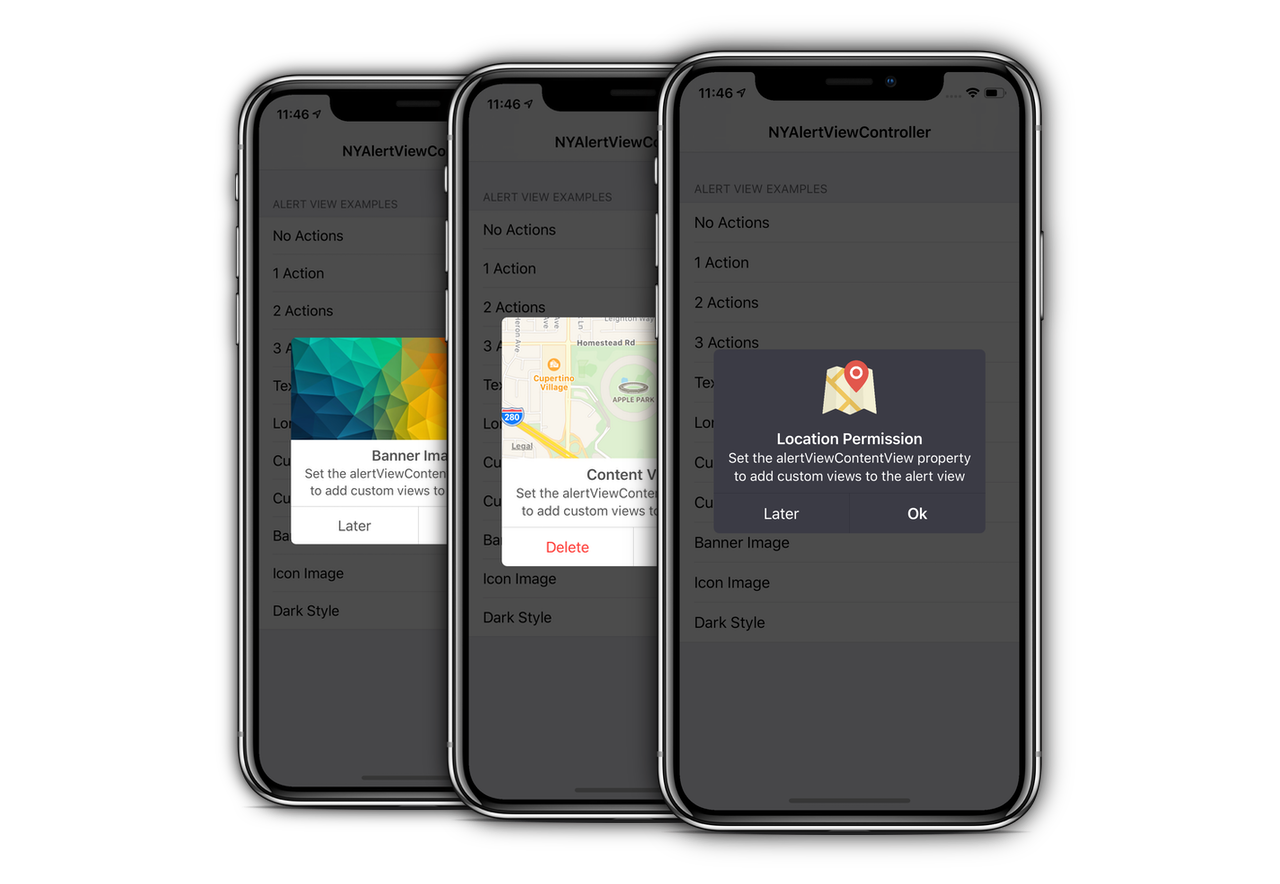 11:46
NYAlertViewCo
ALERT VIEW EXAMPLES
No Actions
1 Action
2 Actions
3 A
Tex
Lor
Cu
Cu
Ba
Icon Image
Dark Style
Banner Ima
Set the alertViewConten
to add custom views to
Later
11:46
NYAlertViewCo
ALERT VIEW EXAMPLES
No Actions
1 Action
2 Actions
3 A
Tex
Lor
Cu
Cu
Ba
Icon Image
Dark Style
Heron Ave
Ave
Ln
Leighton Way
Homestead Rd
Cupertino
Village
APPLE PARK
280
Legal
Content V
Set the alertViewConten
to add custom views to
Delete
11:46
NYAlertViewController
ALERT VIEW EXAMPLES
No Actions
1 Action
2 Actions
3 Actions
Tex
Lor
Cu
Cu
Banner Image
Icon Image
Dark Style
Location Permission
Set the alertViewContentView property
to add custom views to the alert view
Later
Ok